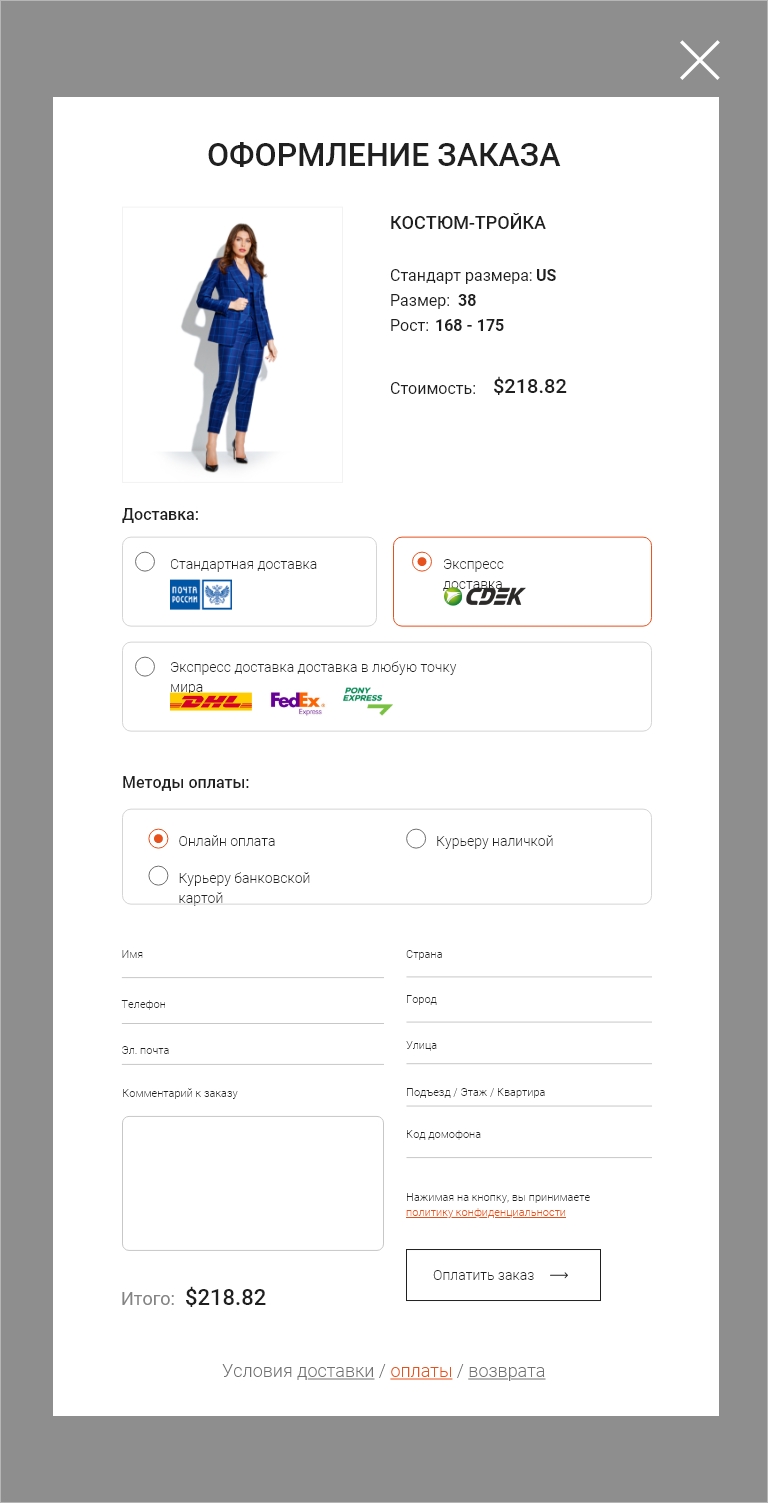 ОФОРМЛЕНИЕ ЗАКАЗА
КОСТЮМ-ТРОЙКА
Стандарт размера: US
Размер: 38
Рост: 168 - 175
Стоимость: $218.82
Доставка:
Стандартная доставка
ПОЧТА
РОССИИ
Экспресс
доставка
CDEK
Экспресс доставка доставка в любую точку
мира
DHL
FedEx
Express
PONY
EXPRESS
Методы оплаты:
Онлайн оплата
Курьеру наличкой
Курьеру банковской
картой
Имя
Телефон
Эл. почта
Комментарий к заказу
Страна
Город
Улица
Подъезд / Этаж / Квартира
Код домофона
Нажимая на кнопку, вы принимаете
политику конфиденциальности
Оплатить заказ
Итого: $218.82
Условия доставки / оплаты / возврата